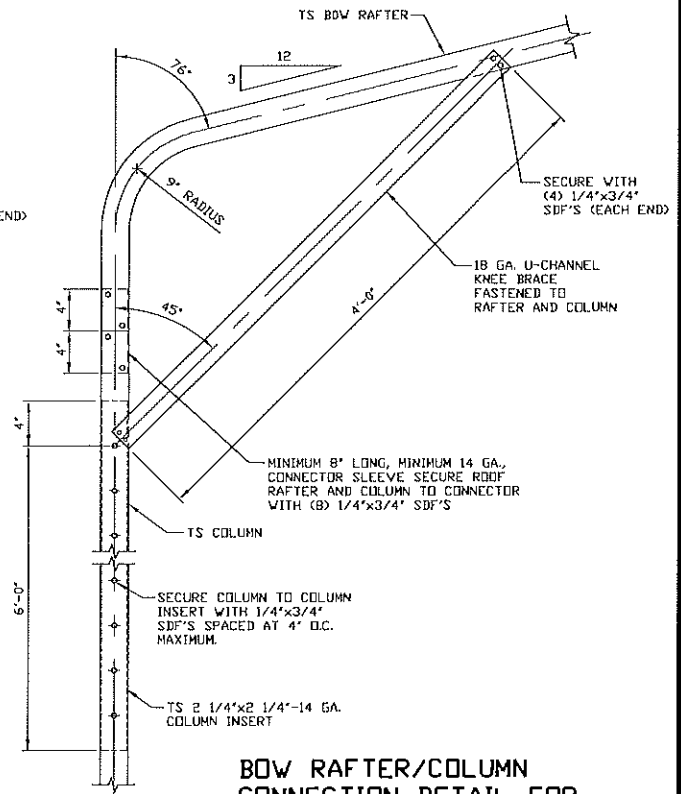 TS BOW RAFTER
12
3
76°
9" RADIUS
END)
SECURE WITH
(4) 1/4"x3/4"
SDF'S (EACH END)
18 GA. U-CHANNEL
KNEE BRACE
FASTENED TO
RAFTER AND COLUMN
4'-0"
45°
4"
4"
4"
MINIMUM 8" LONG, MINIMUM 14 GA.,
CONNECTOR SLEEVE SECURE ROOF
RAFTER AND COLUMN TO CONNECTOR
WITH (8) 1/4"x3/4" SDF'S
TS COLUMN
6'-0"
SECURE COLUMN TO COLUMN
INSERT WITH 1/4"x3/4"
SDF'S SPACED AT 4" O.C.
MAXIMUM.
TS 2 1/4"x2 1/4"-14 GA.
COLUMN INSERT
BOW RAFTER/COLUMN
CONNECTION DETAIL FOR